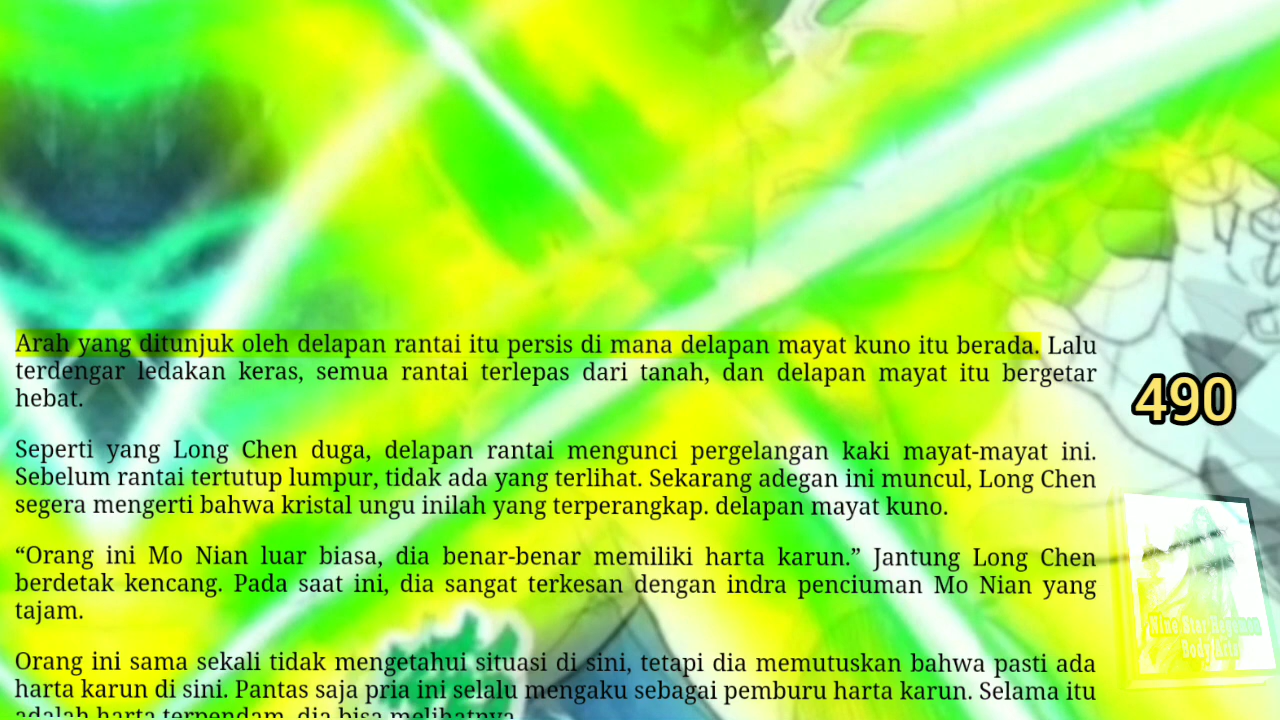 Arah yang ditunjuk oleh delapan rantai itu persis di mana delapan mayat kuno itu berada. Lalu
terdengar ledakan keras, semua rantai terlepas dari tanah, dan delapan mayat itu bergetar
hebat.
Seperti yang Long Chen duga, delapan rantai mengunci pergelangan kaki mayat-mayat ini.
Sebelum rantai tertutup lumpur, tidak ada yang terlihat. Sekarang adegan ini muncul, Long Chen
segera mengerti bahwa kristal ungu inilah yang terperangkap. delapan mayat kuno.
“Orang ini Mo Nian luar biasa, dia benar-benar memiliki harta karun.” Jantung Long Chen
berdetak kencang. Pada saat ini, dia sangat terkesan dengan indra penciuman Mo Nian yang
tajam.
Orang ini sama sekali tidak mengetahui situasi di sini, tetapi dia memutuskan bahwa pasti ada
harta karun di sini. Pantas saja pria ini selalu mengaku sebagai pemburu harta karun. Selama itu
adalah harta terpendam, dia bisa melihatnya.
490
Nine Star Hegemon
Body Arts